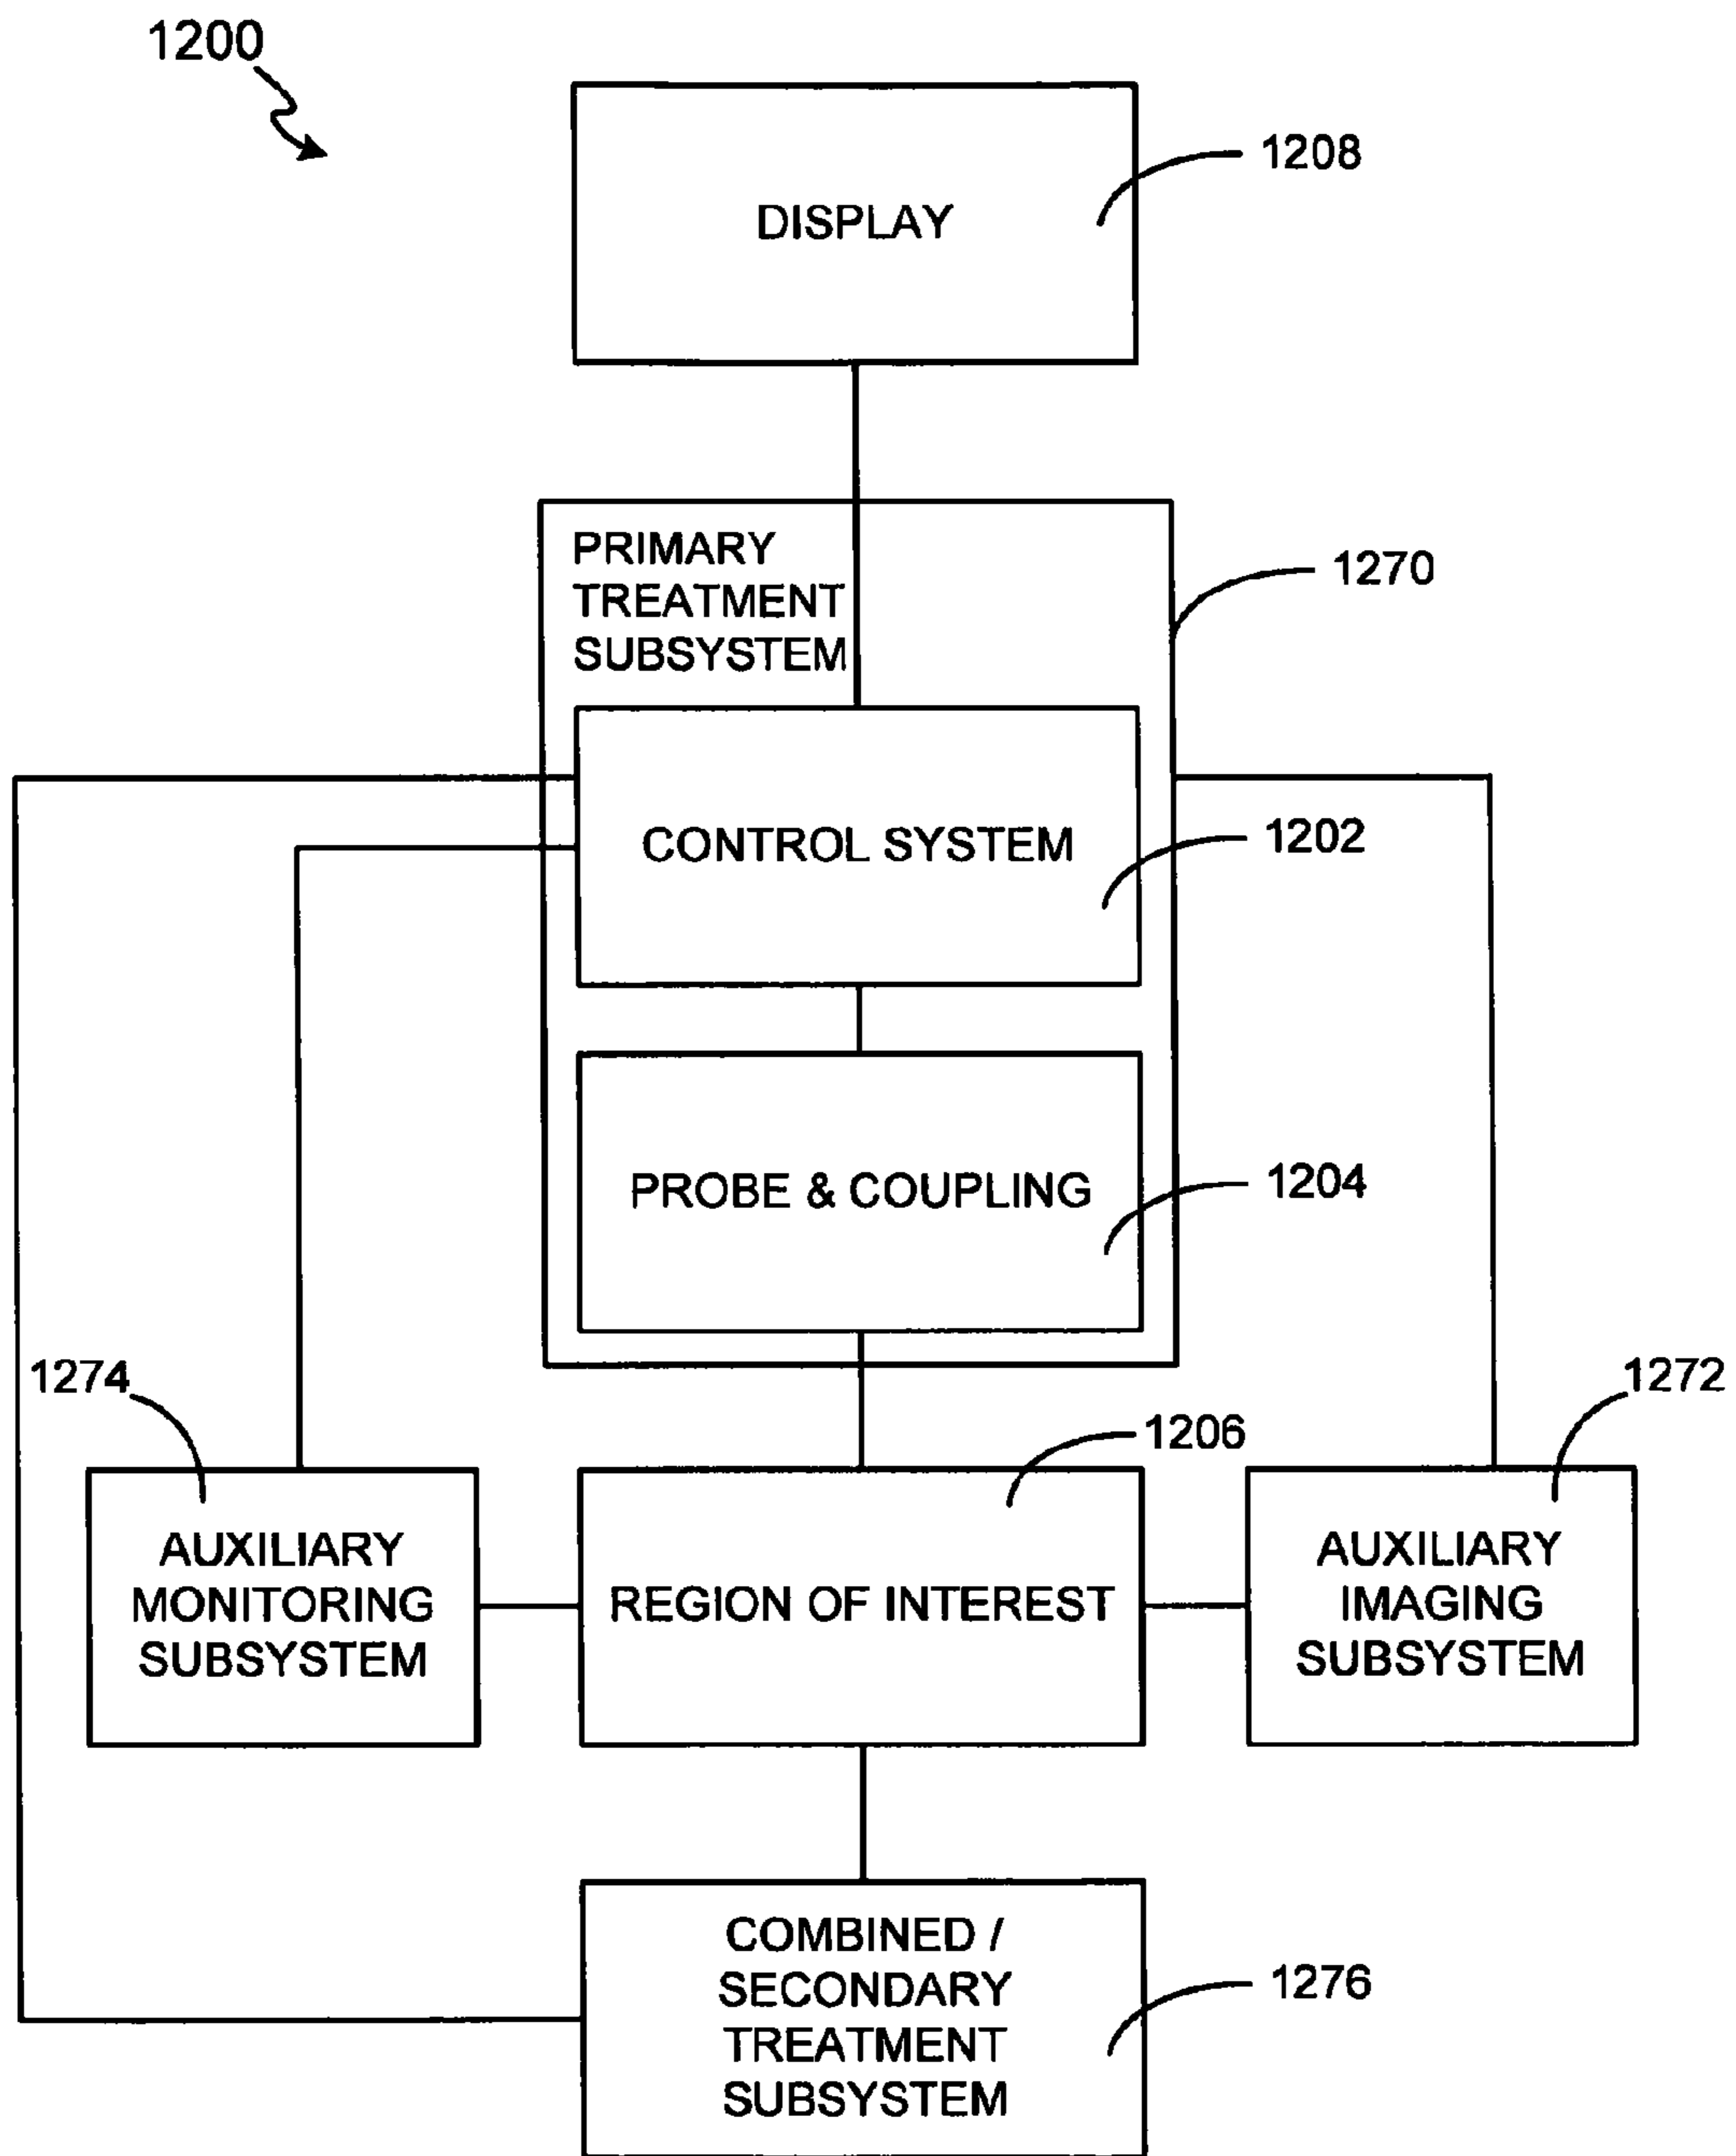 1200
DISPLAY
1208
PRIMARY
TREATMENT
SUBSYSTEM
1270
CONTROL SYSTEM
1202
PROBE & COUPLING
1204
1274
1272
1206
AUXILIARY
MONITORING
SUBSYSTEM
REGION OF INTEREST
AUXILIARY
IMAGING
SUBSYSTEM
COMBINED /
SECONDARY
TREATMENT
SUBSYSTEM
1276